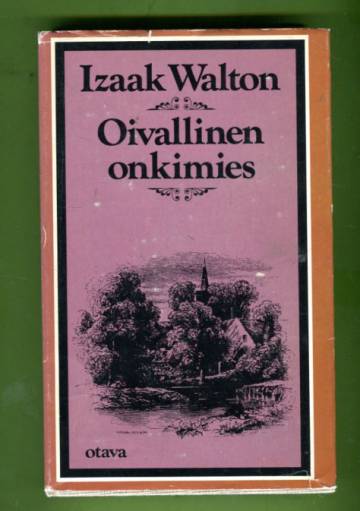 Izaak Walton
Oivallinen
onkimies
otava